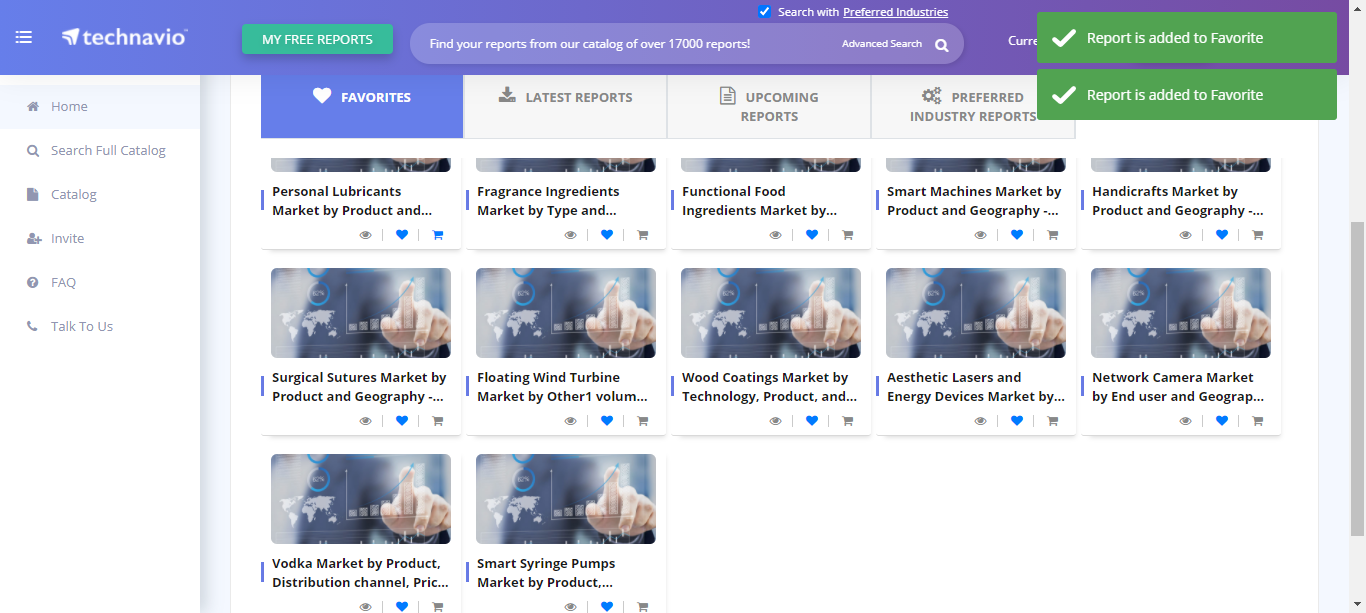 Search with Preferred Industries
technavio
MY FREE REPORTS
Find your reports from our catalog of over 17000 reports!
Advanced Search
Curre
Report is added to Favorite
Report is added to Favorite
Home
Search Full Catalog
Catalog
Invite
FAQ
Talk To Us
FAVORITES
LATEST REPORTS
UPCOMING
REPORTS
PREFERRED
INDUSTRY REPORTS
Personal Lubricants
Market by Product and...
Fragrance Ingredients
Market by Type and...
Functional Food
Ingredients Market by...
Smart Machines Market by
Product and Geography -...
Handicrafts Market by
Product and Geography -...
Surgical Sutures Market by
Product and Geography -...
Floating Wind Turbine
Market by Other1 volum...
Wood Coatings Market by
Technology, Product, and...
Aesthetic Lasers and
Energy Devices Market by...
Network Camera Market
by End user and Geograp...
Vodka Market by Product,
Distribution channel, Pric...
Smart Syringe Pumps
Market by Product,...